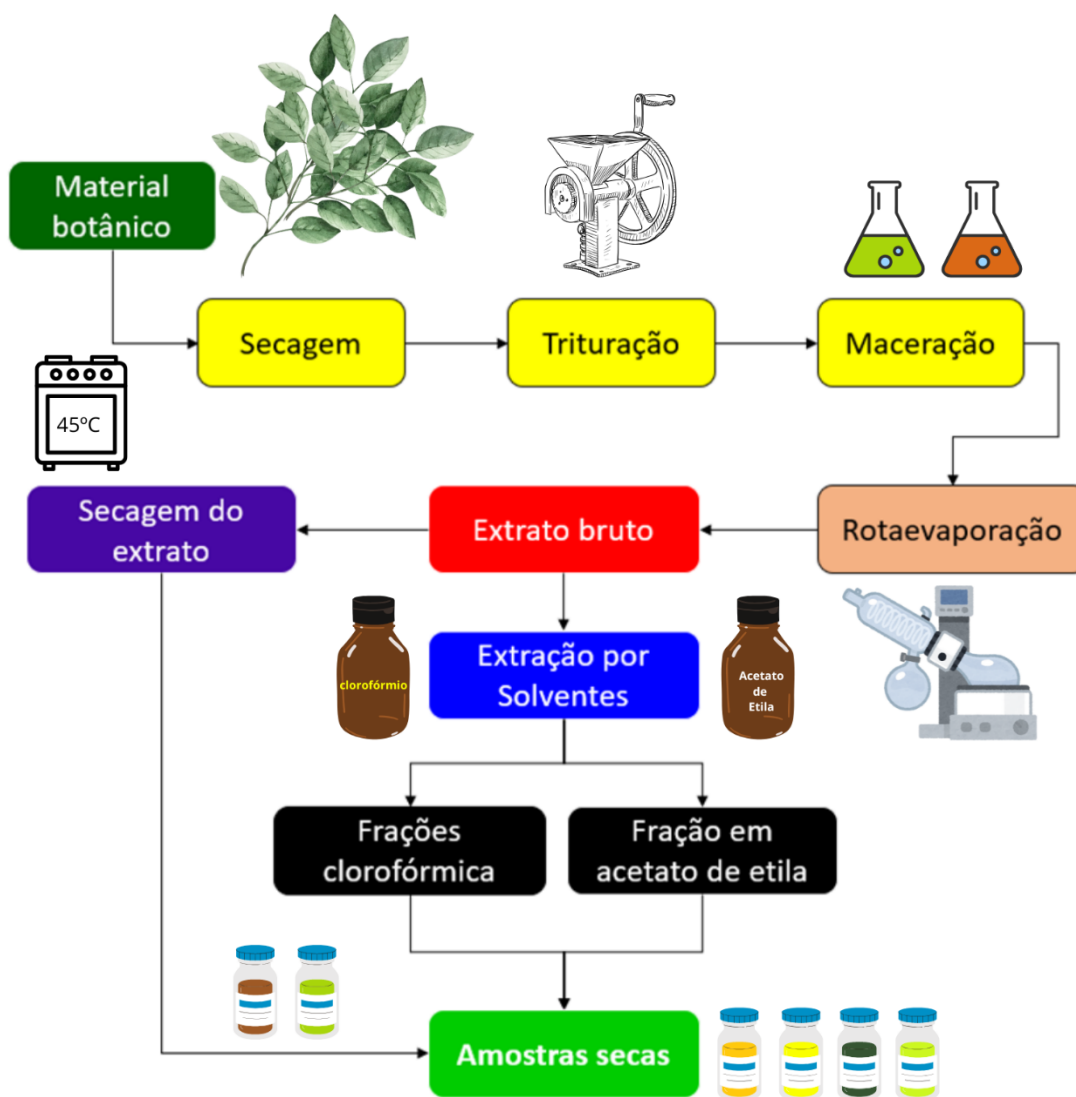 Material
botânico
Secagem
Trituração
Maceração
45ºC
Secagem do
extrato
Extrato bruto
Rotaevaporação
clorofórmio
Extração por
Solventes
Acetato
de
Etila
Frações
clorofórmica
Fração em
acetato de etila
Amostras secas